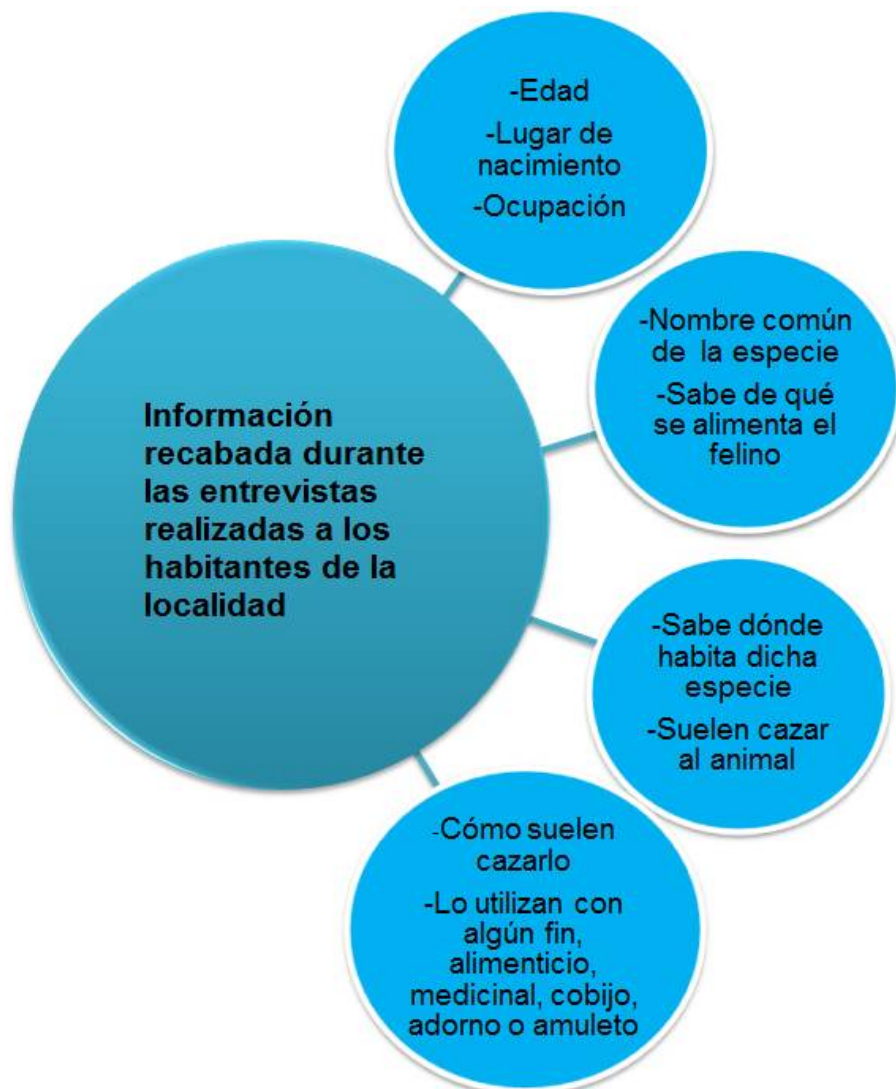 -Edad
-Lugar de
nacimiento
-Ocupación
-Nombre común
de la especie
-Sabe de qué
se alimenta el
felino
Información
recabada durante
las entrevistas
realizadas a los
habitantes de la
localidad
-Sabe dónde
habita dicha
especie
-Suelen cazar
al animal
-Cómo suelen
cazarlo
-Lo utilizan con
algún fin,
alimenticio,
medicinal, cobijo,
adorno o amuleto